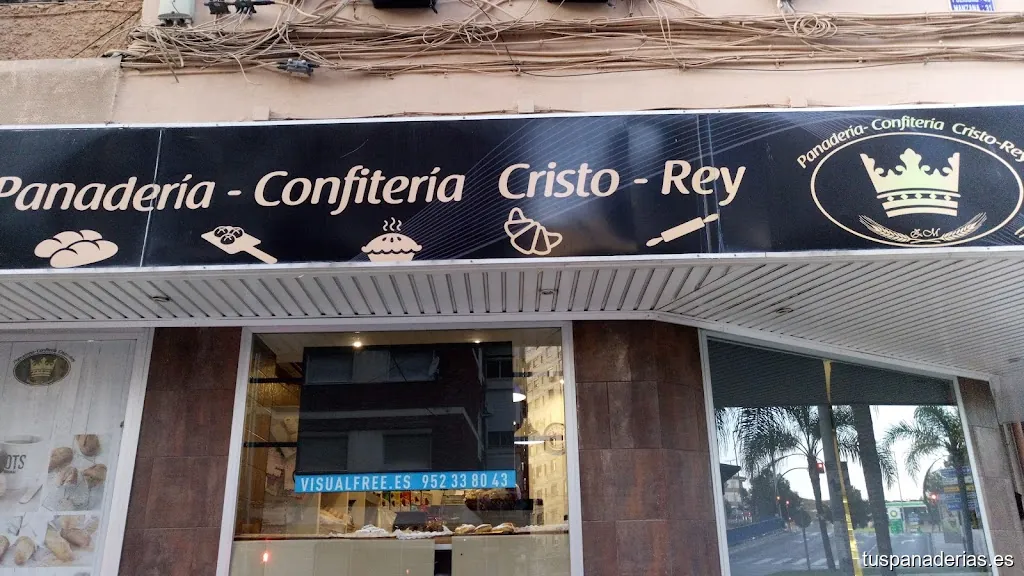 Panadería - Confitería Cristo - Rey
Panadería - Confitería Cristo-Rey
VISUALFREE.ES 952 33 80 43
tuspanaderias.es